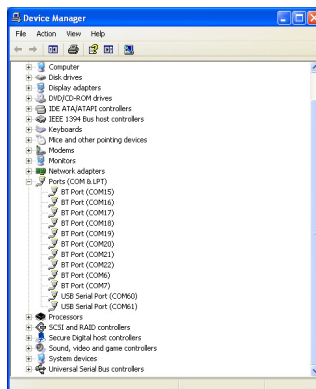 Device Manager
File Action View Help
Computer
Disk drives
Display adapters
DVD/CD-ROM drives
IDE ATA/ATAPI controllers
IEEE 1394 Bus host controllers
Keyboards
Mice and other pointing devices
Modems
Monitors
Network adapters
Ports (COM & LPT)
BT Port (COM15)
BT Port (COM16)
BT Port (COM17)
BT Port (COM18)
BT Port (COM19)
BT Port (COM20)
BT Port (COM21)
BT Port (COM22)
BT Port (COM6)
BT Port (COM7)
USB Serial Port (COM60)
USB Serial Port (COM61)
Processors
SCSI and RAID controllers
Secure Digital host controllers
Sound, video and game controllers
System devices
Universal Serial Bus controllers